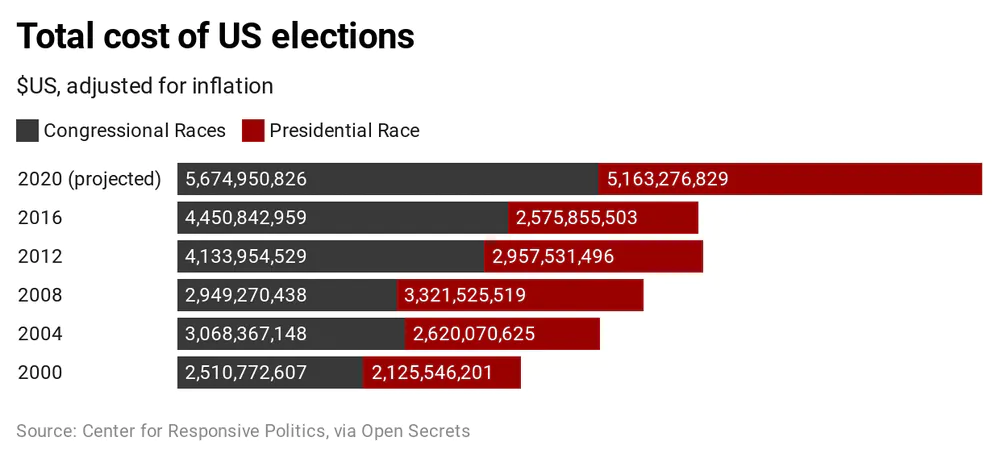 Total cost of US elections
$US, adjusted for inflation
Congressional Races Presidential Race
2020 (projected) 5,674,950,826 5,163,276,829
2016 4,450,842,959 2,575,855,503
2012 4,133,954,529 2,957,531,496
2008 2,949,270,438 3,321,525,519
2004 3,068,367,148 2,620,070,625
2000 2,510,772,607 2,125,546,201
Source: Center for Responsive Politics, via Open Secrets